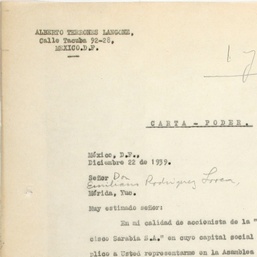 ALBERTO TERRONES LANGONE,
Calle Tacuba 92-28,
MEXICO.D.F.
CARTA - PODER.
México, D.F.,
Diciembre 22 de 1939.
Señor Don
Emiliano Rodríguez
Mérida, Yuc.
Muy estimado señor:
En mi calidad de accionista de la "
cisco Sarabia S.A." en cuyo capital social
plico a Usted representarme en la Asamblea